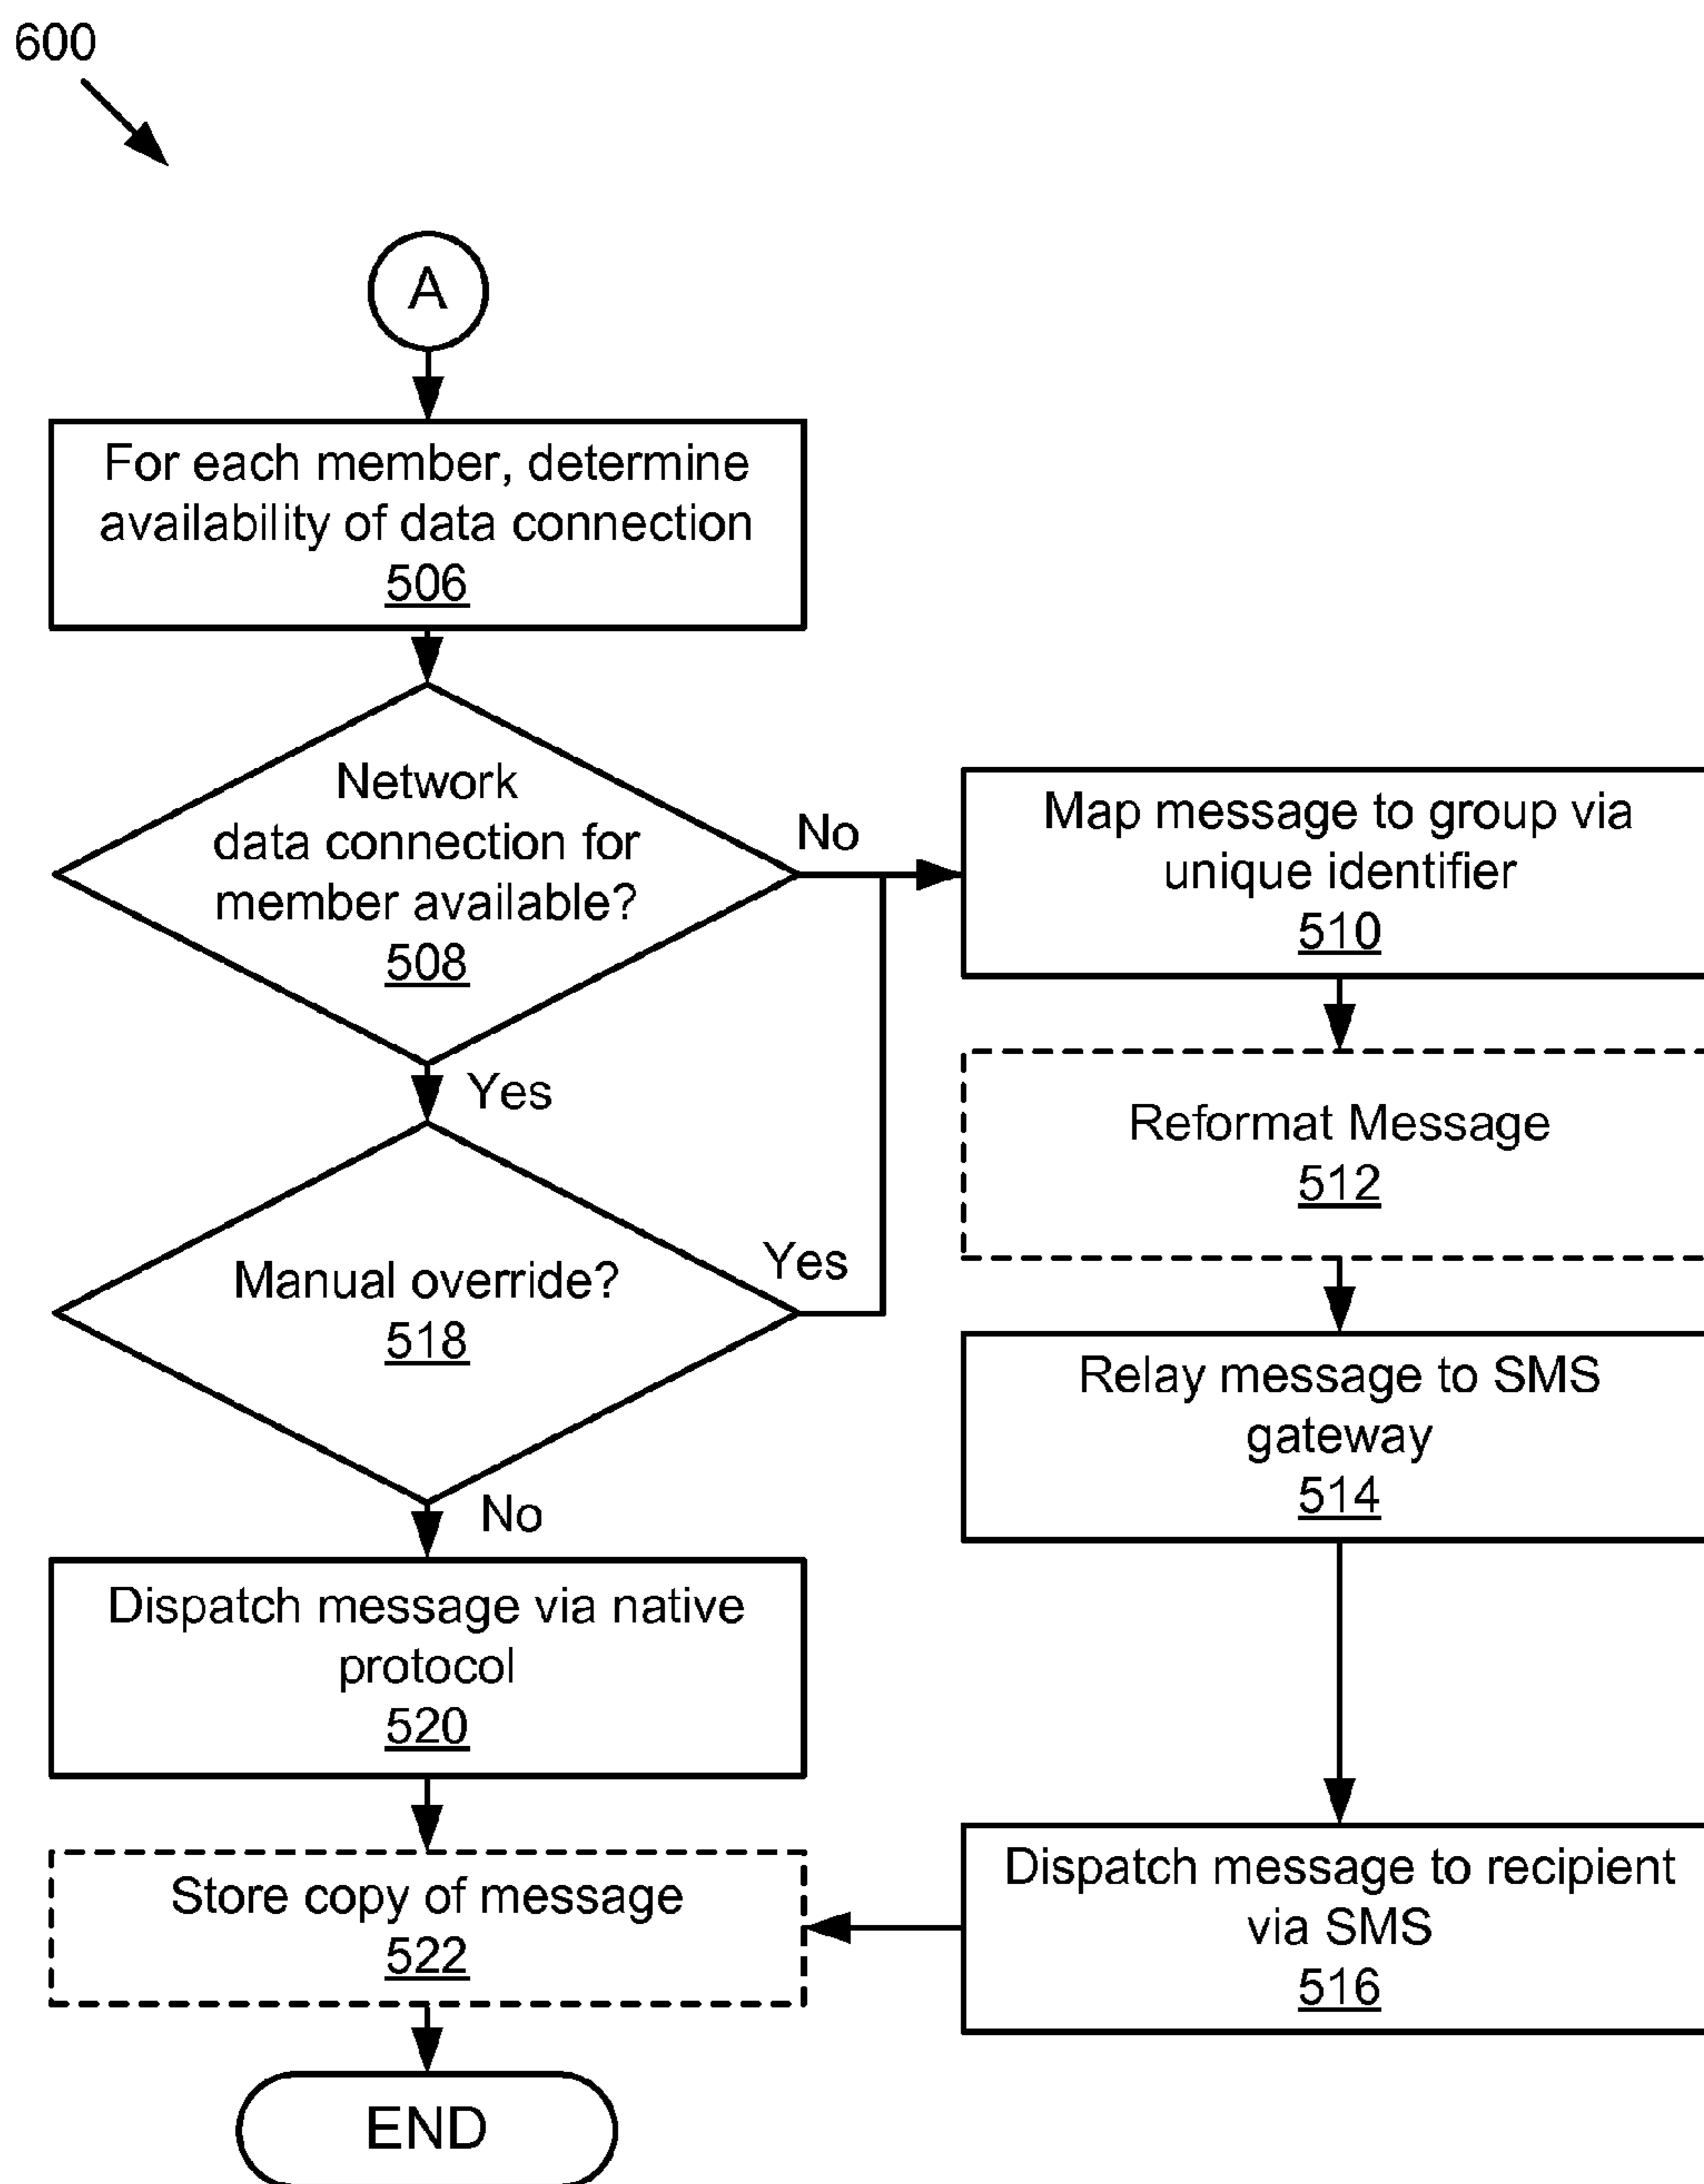 600
A
For each member, determine
availability of data connection
506
Network
data connection for
member available?
508
No
Map message to group via
unique identifier
510
Yes
Reformat Message
512
Manual override?
518
Yes
Relay message to SMS
gateway
514
No
Dispatch message via native
protocol
520
Store copy of message
522
Dispatch message to recipient
via SMS
516
END